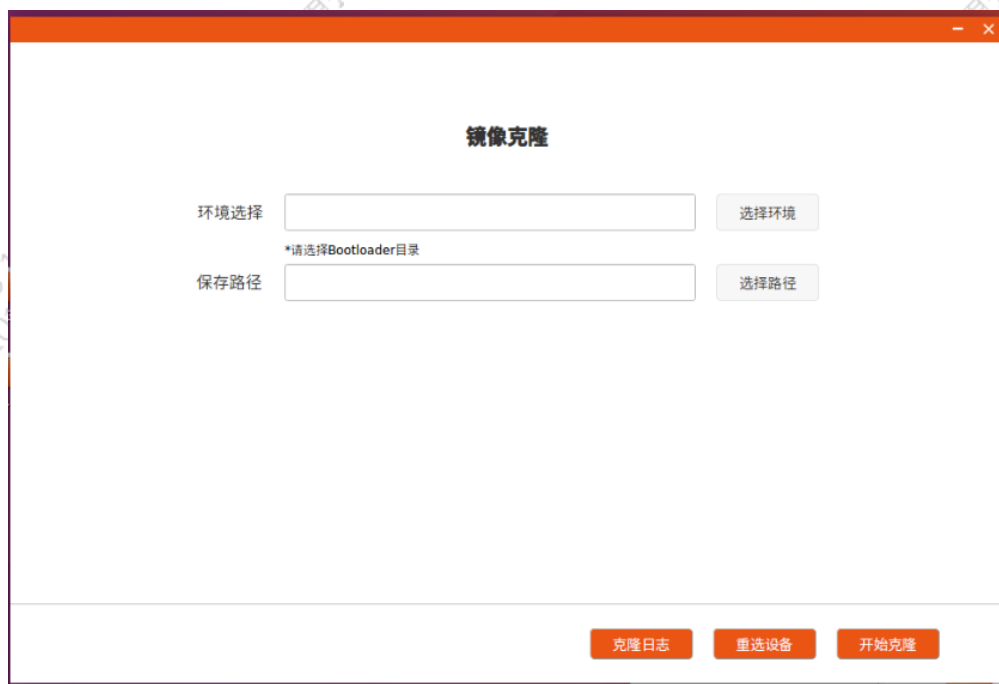 镜像克隆
环境选择 选择环境
*请选择Bootloader目录
保存路径 选择路径
克隆日志 重选设备 开始克隆